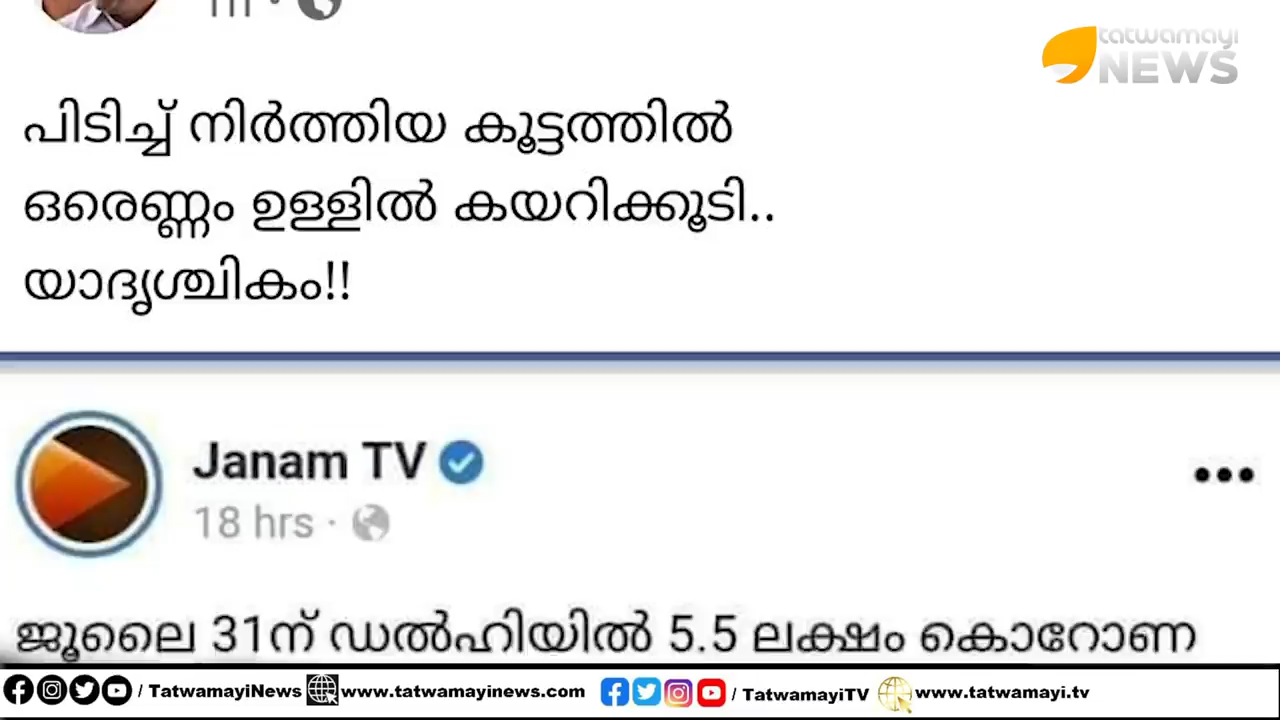 tatwamayi
NEWS
പിടിച്ച് നിർത്തിയ കൂട്ടത്തിൽ
ഒരെണ്ണം ഉള്ളിൽ കയറിക്കൂടി..
യാദൃശ്ചികം!!
Janam TV
18 hrs ·
ജൂലൈ 31ന് ഡൽഹിയിൽ 5.5 ലക്ഷം കൊറോണ
/ TatwamayiNews www.tatwamayinews.com / TatwamayiTV www.tatwamayi.tv